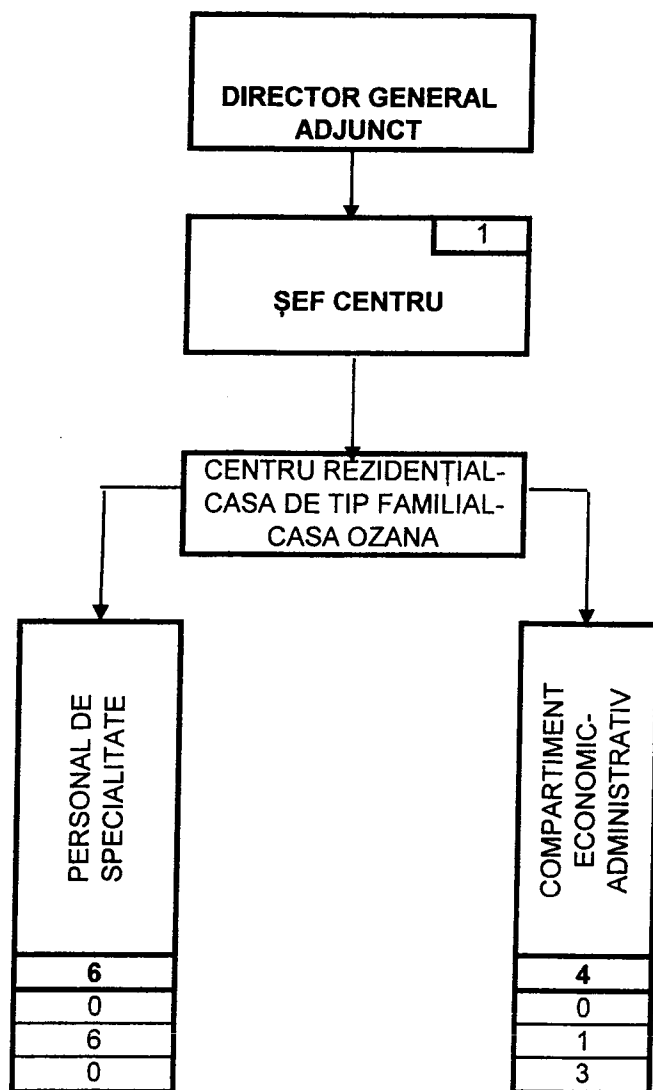 DIRECTOR GENERAL
ADJUNCT
1
ȘEF CENTRU
CENTRU REZIDENȚIAL-
CASA DE TIP FAMILIAL-
CASA OZANA
PERSONAL DE
SPECIALITATE
6
0
6
0
COMPARTIMENT
ECONOMIC-
ADMINISTRATIV
4
0
1
3